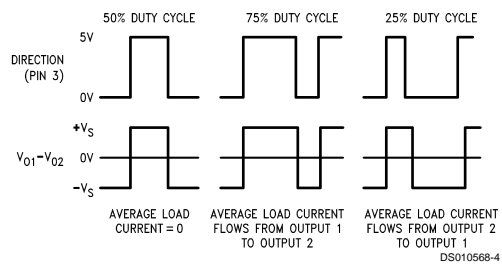 50% DUTY CYCLE
75% DUTY CYCLE
25% DUTY CYCLE
5V
DIRECTION
(PIN 3)
0V
+VS
VO1−VO2
0V
−VS
AVERAGE LOAD
CURRENT = 0
AVERAGE LOAD CURRENT
FLOWS FROM OUTPUT 1
TO OUTPUT 2
AVERAGE LOAD CURRENT
FLOWS FROM OUTPUT 2
TO OUTPUT 1
DS010568-4